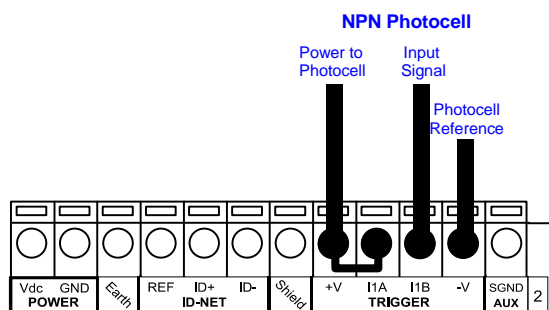 NPN Photocell
Power to
Photocell
Input
Signal
Photocell
Reference
Vdc GND Earth REF ID+ ID- Shield +V I1A I1B -V SGND 2
POWER ID-NET TRIGGER AUX